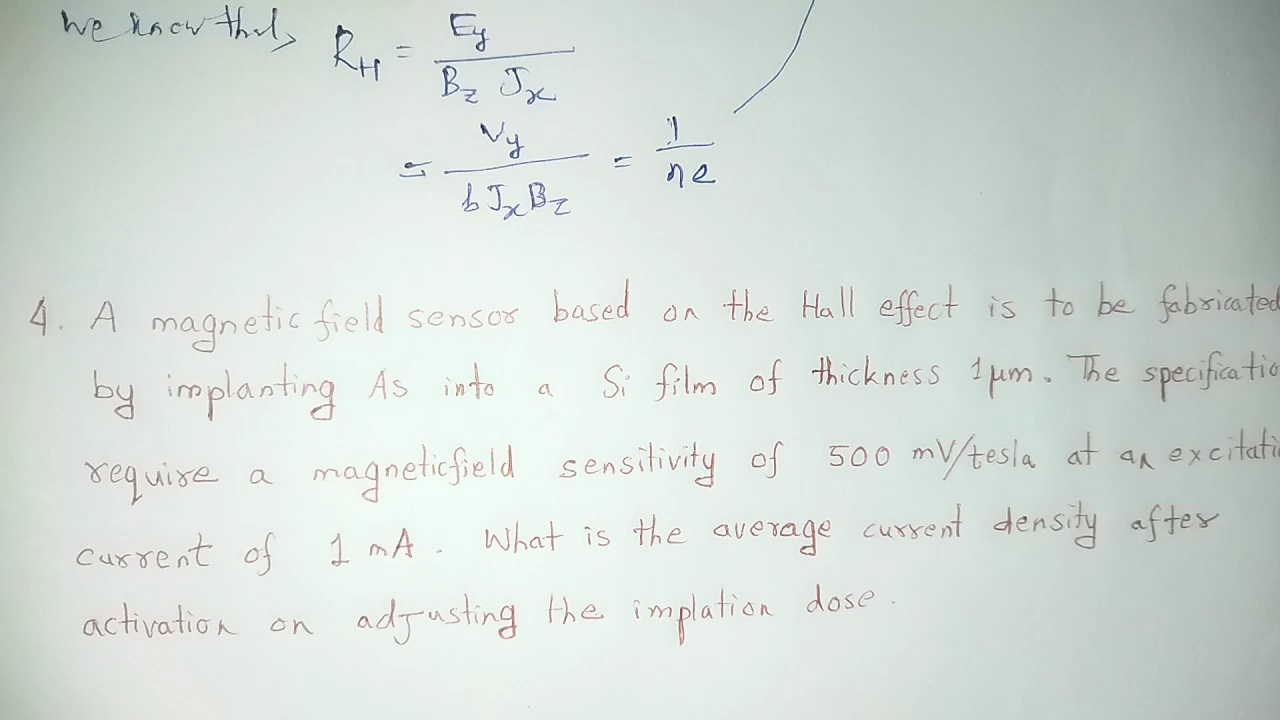 We know that, R_H = E_y / B_z J_x
= V_y / b J_x B_z = 1 / ne
4. A magnetic field sensor based on the Hall effect is to be fabricated
by implanting As into a Si film of thickness 1 μm. The specificatio
require a magneticfield sensitivity of 500 mV/tesla at an excitati
current of 1 mA. What is the average current density after
activation on adjusting the implation dose.